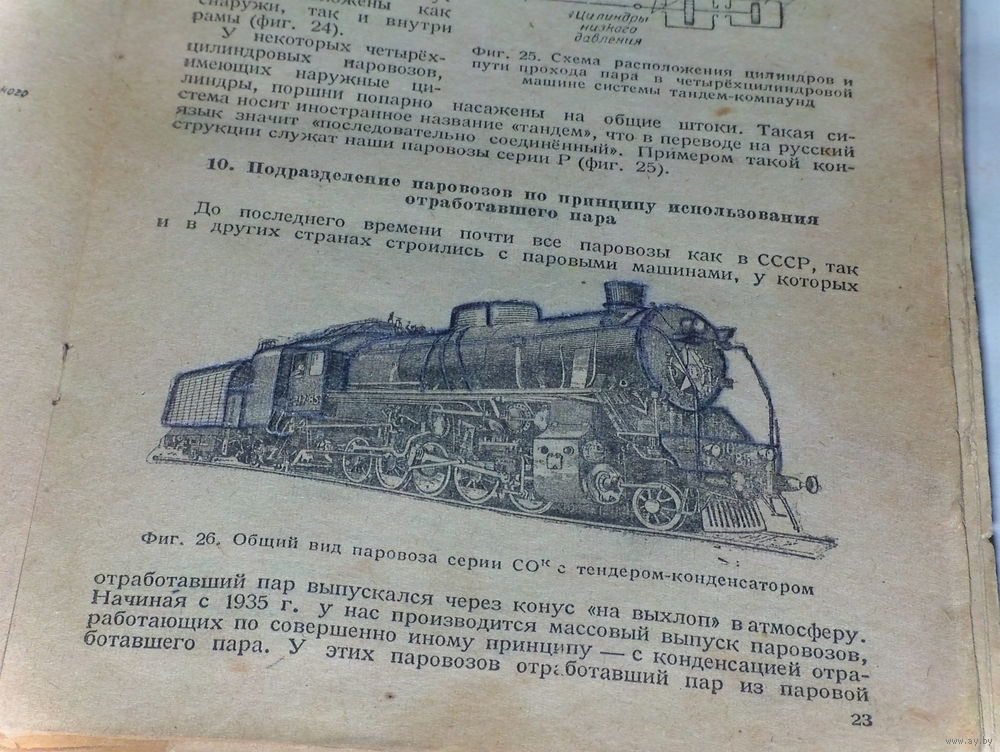 ложены как
снаружи, так и внутри
рамы (фиг. 24).
У некоторых четырёх-
цилиндровых паровозов,
имеющих наружные ци-
линдры, поршни попарно насажены на общие штоки. Такая си-
стема носит иностранное название «тандем», что в переводе на русский
язык значит «последовательно соединённый». Примером такой кон-
струкции служат наши паровозы серии Р (фиг. 25).
«Цилиндры
низкого
давления
Фиг. 25. Схема расположения цилиндров и
пути прохода пара в четырёхцилиндровой
машине системы тандем-компаунд
10. Подразделение паровозов по принципу использования
отработавшего пара
До последнего времени почти все паровозы как в СССР, так
и в других странах строились с паровыми машинами, у которых
Фиг. 26. Общий вид паровоза серии СОᴷ с тендером-конденсатором
отработавший пар выпускался через конус «на выхлоп» в атмосферу.
Начиная с 1935 г. у нас производится массовый выпуск паровозов,
работающих по совершенно иному принципу — с конденсацией отра-
ботавшего пара. У этих паровозов отработавший пар из паровой
23
www.ay.by